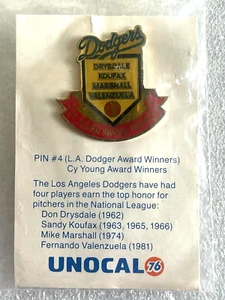 Dodgers
DRYSDALE
KOUFAX
MARSHALL
VALENZUELA
PIN #4 (L.A. Dodger Award Winners)
Cy Young Award Winners
The Los Angeles Dodgers have had
four players earn the top honor for
pitchers in the National League:
Don Drysdale (1962)
Sandy Koufax (1963, 1965, 1966)
Mike Marshall (1974)
Fernando Valenzuela (1981)
UNOCAL 76